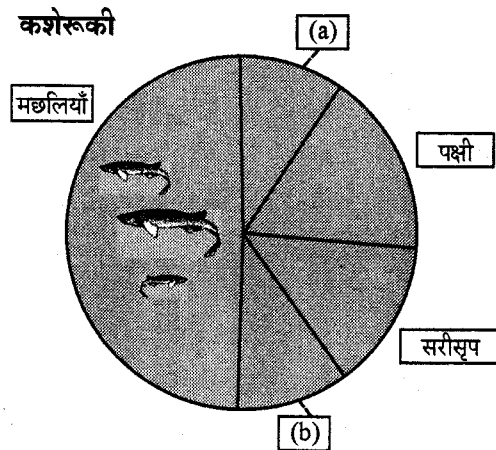 कशेरूकी
(a)
मछलियाँ
पक्षी
सरीसृप
(b)